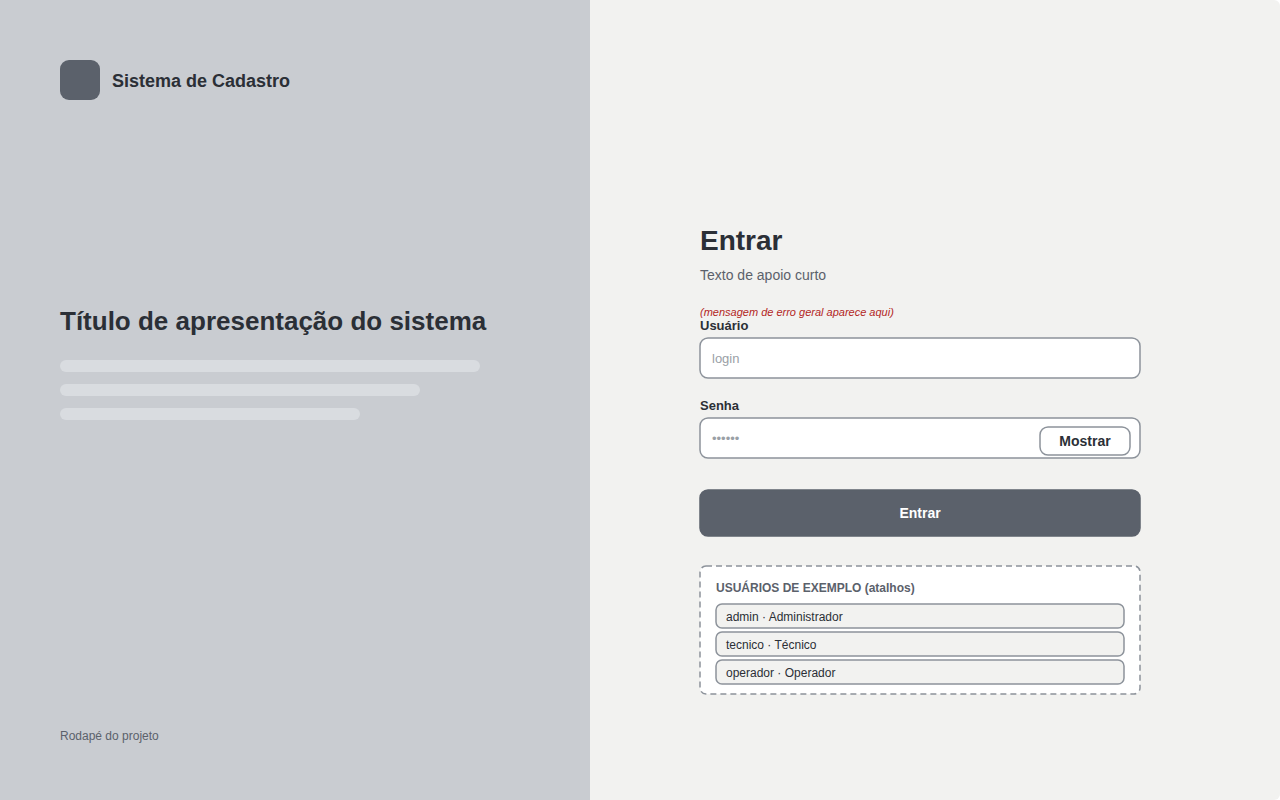 Sistema de Cadastro
Título de apresentação do sistema
Rodapé do projeto
Entrar
Texto de apoio curto
(mensagem de erro geral aparece aqui)
Usuário
login
Senha
••••••
Mostrar
Entrar
USUÁRIOS DE EXEMPLO (atalhos)
admin · Administrador
tecnico · Técnico
operador · Operador